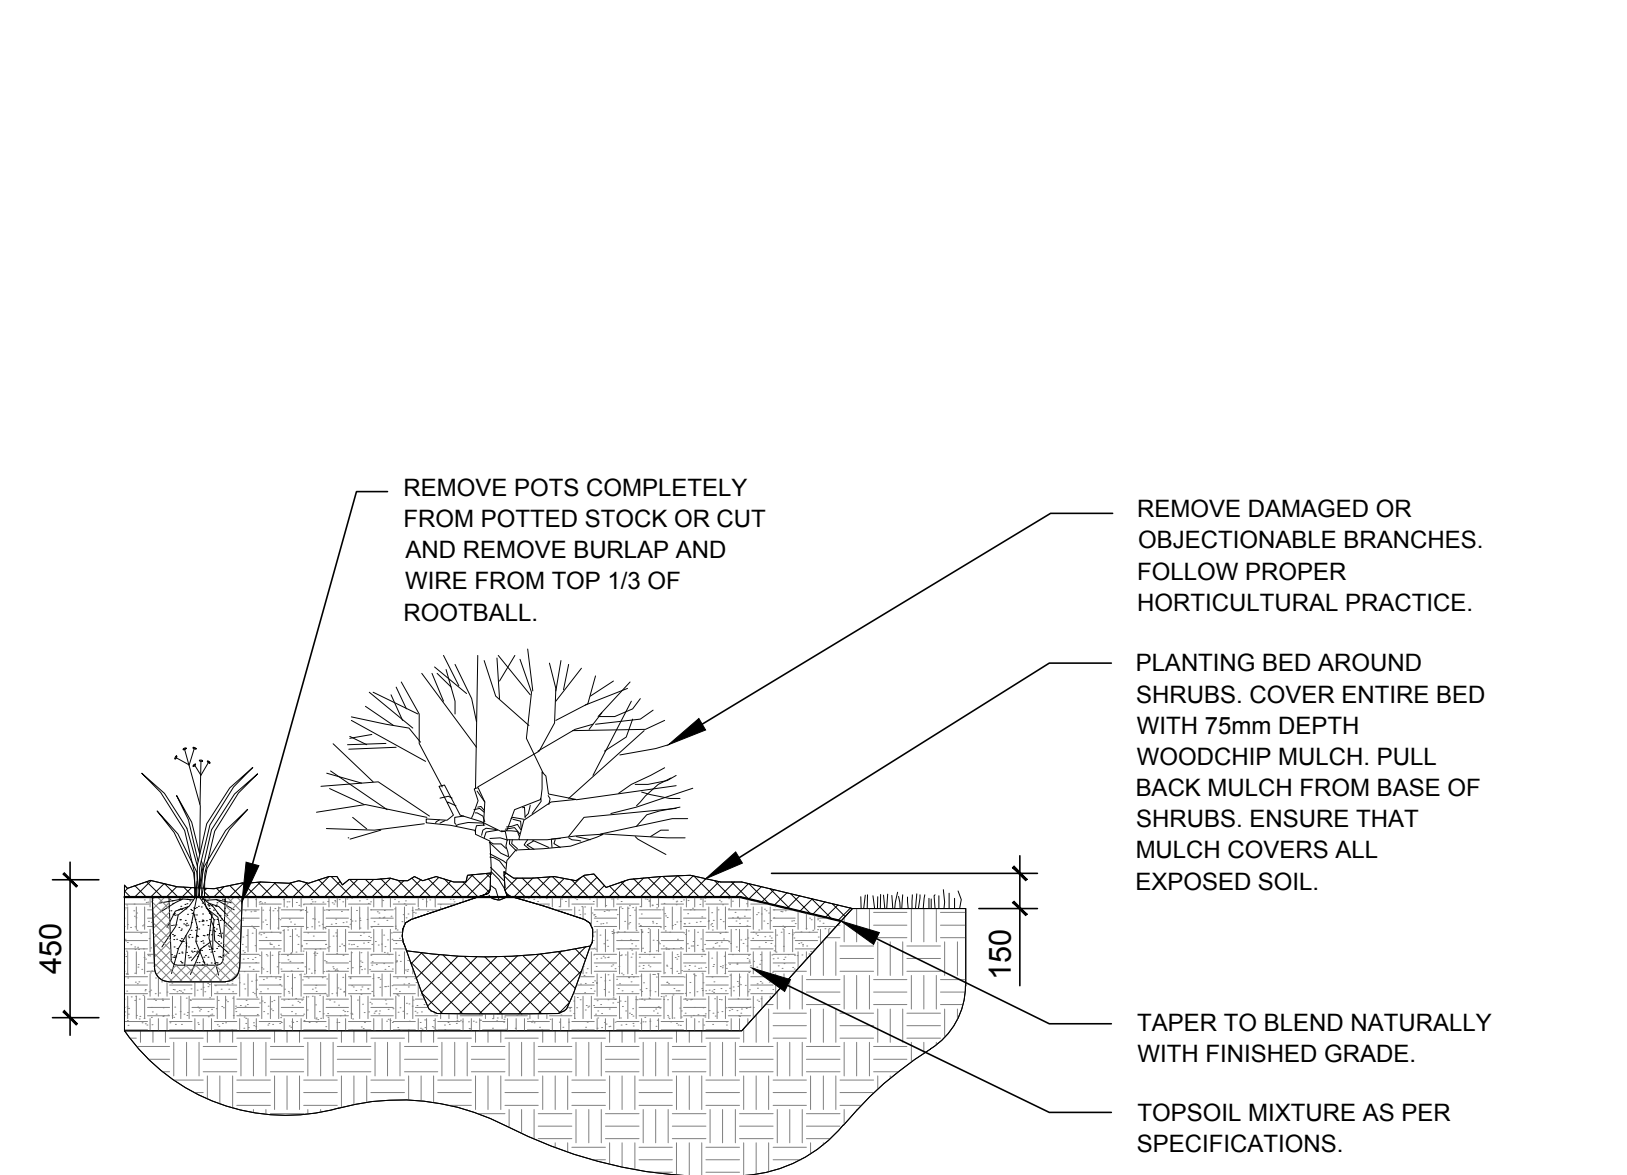 REMOVE POTS COMPLETELY
FROM POTTED STOCK OR CUT
AND REMOVE BURLAP AND
WIRE FROM TOP 1/3 OF
ROOTBALL.
REMOVE DAMAGED OR
OBJECTIONABLE BRANCHES.
FOLLOW PROPER
HORTICULTURAL PRACTICE.
PLANTING BED AROUND
SHRUBS. COVER ENTIRE BED
WITH 75mm DEPTH
WOODCHIP MULCH. PULL
BACK MULCH FROM BASE OF
SHRUBS. ENSURE THAT
MULCH COVERS ALL
EXPOSED SOIL.
450
150
TAPER TO BLEND NATURALLY
WITH FINISHED GRADE.
TOPSOIL MIXTURE AS PER
SPECIFICATIONS.